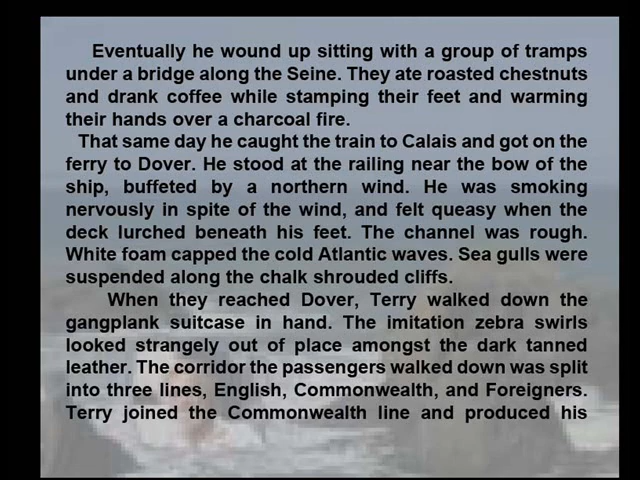 Eventually he wound up sitting with a group of tramps
under a bridge along the Seine. They ate roasted chestnuts
and drank coffee while stamping their feet and warming
their hands over a charcoal fire.
That same day he caught the train to Calais and got on the
ferry to Dover. He stood at the railing near the bow of the
ship, buffeted by a northern wind. He was smoking
nervously in spite of the wind, and felt queasy when the
deck lurched beneath his feet. The channel was rough.
White foam capped the cold Atlantic waves. Sea gulls were
suspended along the chalk shrouded cliffs.
When they reached Dover, Terry walked down the
gangplank suitcase in hand. The imitation zebra swirls
looked strangely out of place amongst the dark tanned
leather. The corridor the passengers walked down was split
into three lines, English, Commonwealth, and Foreigners.
Terry joined the Commonwealth line and produced his